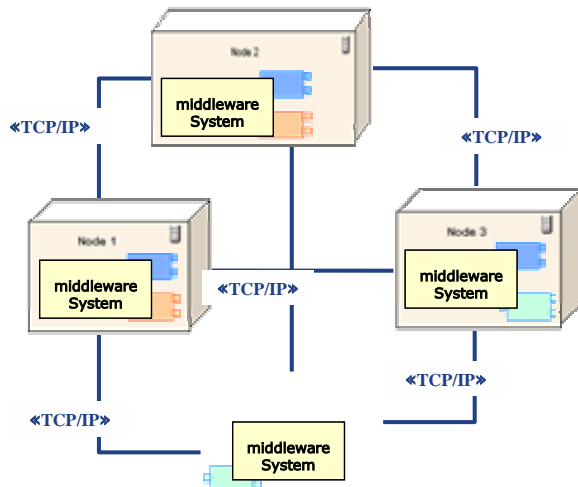 Node 2
middleware
System
«TCP/IP»
«TCP/IP»
Node 1
middleware
System
Node 3
middleware
System
«TCP/IP»
«TCP/IP»
«TCP/IP»
middleware
System